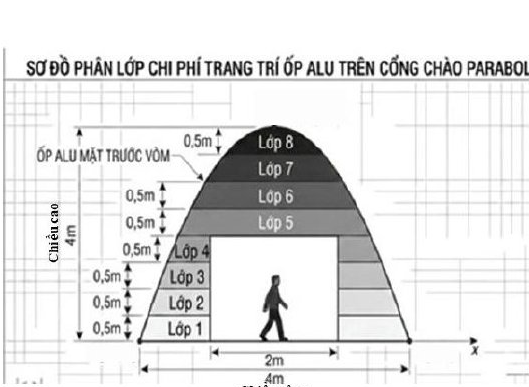 SƠ ĐỒ PHÂN LỚP CHI PHÍ TRANG TRÍ ỐP ALU TRÊN CỔNG CHÀO PARABOL
0,5m
Lớp 8
ỐP ALU MẶT TRƯỚC VÒM
Lớp 7
0,5m
Lớp 6
0,5m
Lớp 5
Chiều cao
4m
0,5m
Lớp 4
0,5m
Lớp 3
0,5m
Lớp 2
0,5m
Lớp 1
x
2m
4m